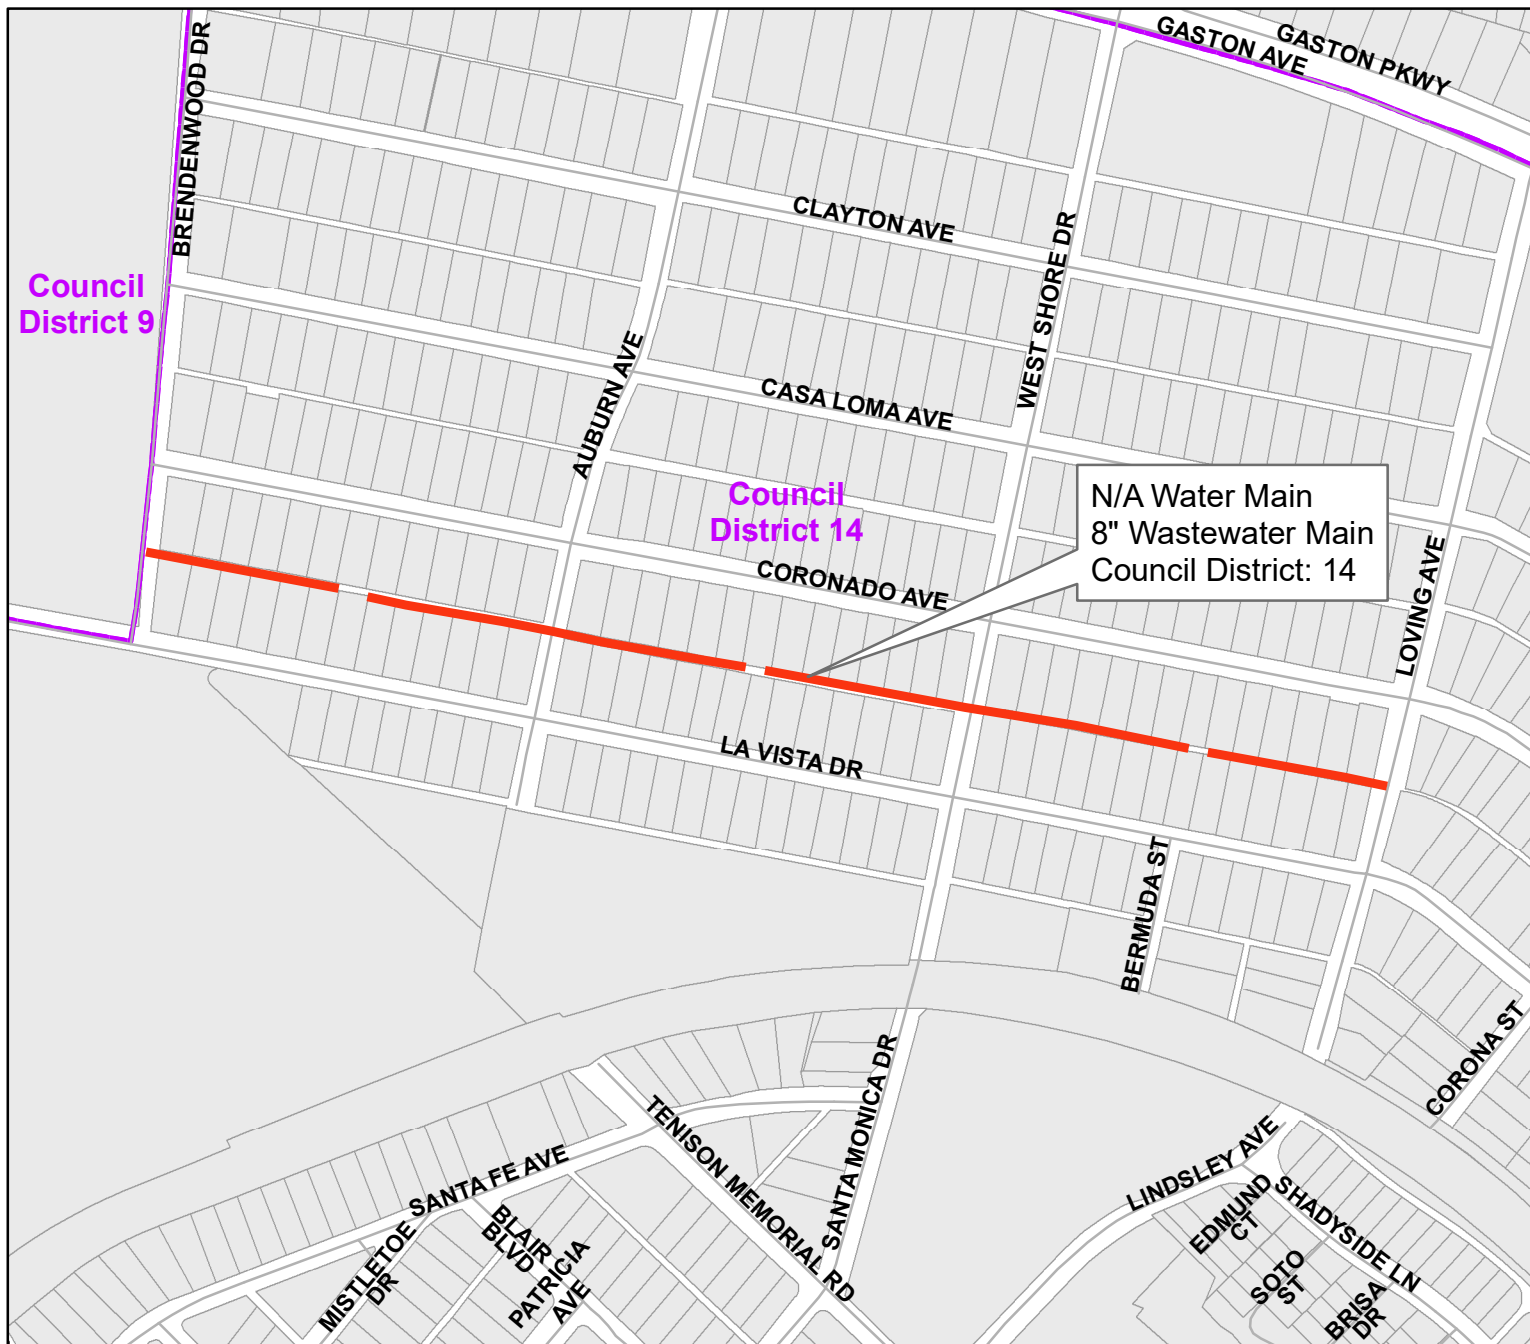 BRENDENWOOD DR
GASTON AVE
GASTON PKWY
CLAYTON AVE
WEST SHORE DR
Council
District 9
AUBURN AVE
CASA LOMA AVE
Council
District 14
N/A Water Main
8" Wastewater Main
Council District: 14
CORONADO AVE
LOVING AVE
LA VISTA DR
BERMUDA ST
CORONA ST
SANTA MONICA DR
TENISON MEMORIAL RD
SANTA FE AVE
LINDSLEY AVE
MISTLETOE
DR
BLAIR
BLVD
PATRICIA
AVE
EDMUND
CT
SHADYSIDE LN
SOTO
ST
BRISA
DR